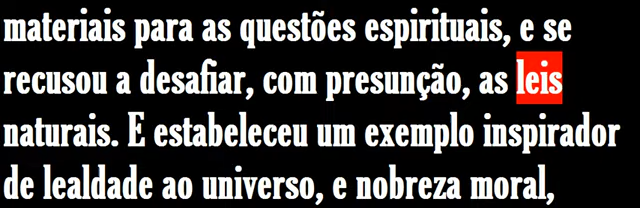 materiais para as questões espirituais, e se
recusou a desafiar, com presunção, as leis
naturais. E estabeleceu um exemplo inspirador
de lealdade ao universo, e nobreza moral,